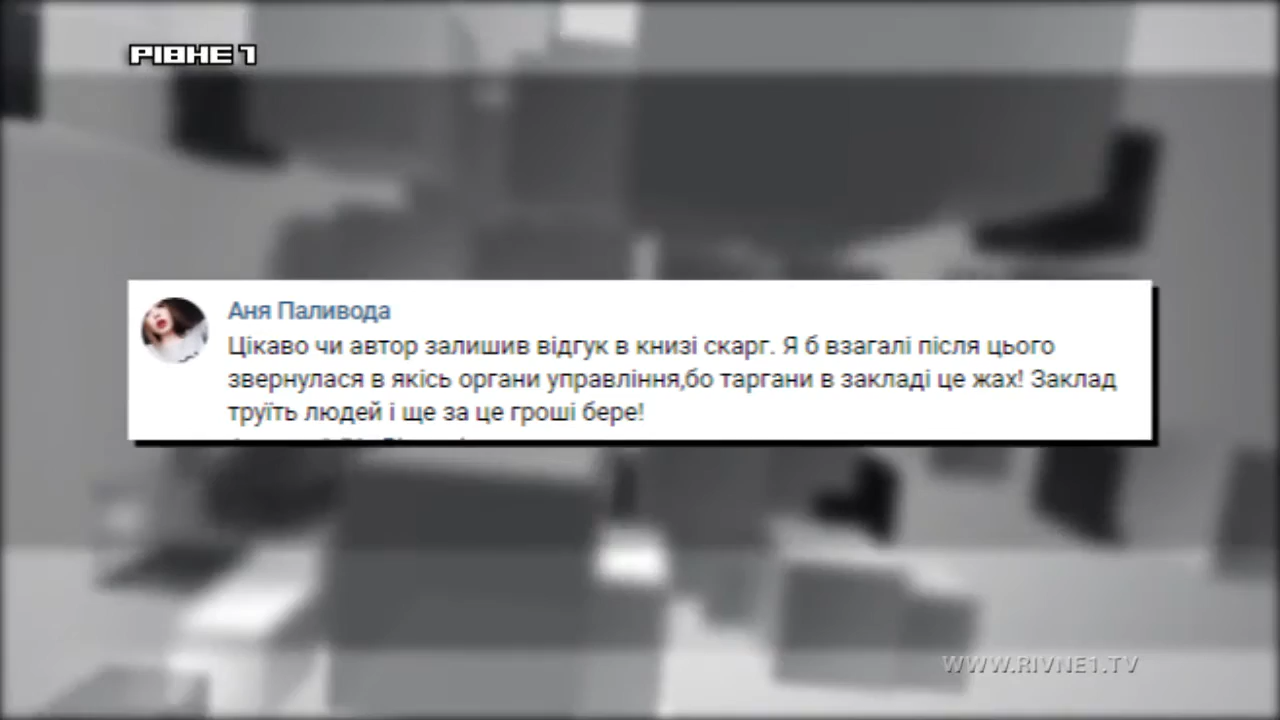 РІВНЕ 1
Аня Паливода
Цікаво чи автор залишив відгук в книзі скарг. Я б взагалі після цього
звернулася в якісь органи управління,бо таргани в закладі це жах! Заклад
труїть людей і ще за це гроші бере!
WWW.RIVNE1.TV